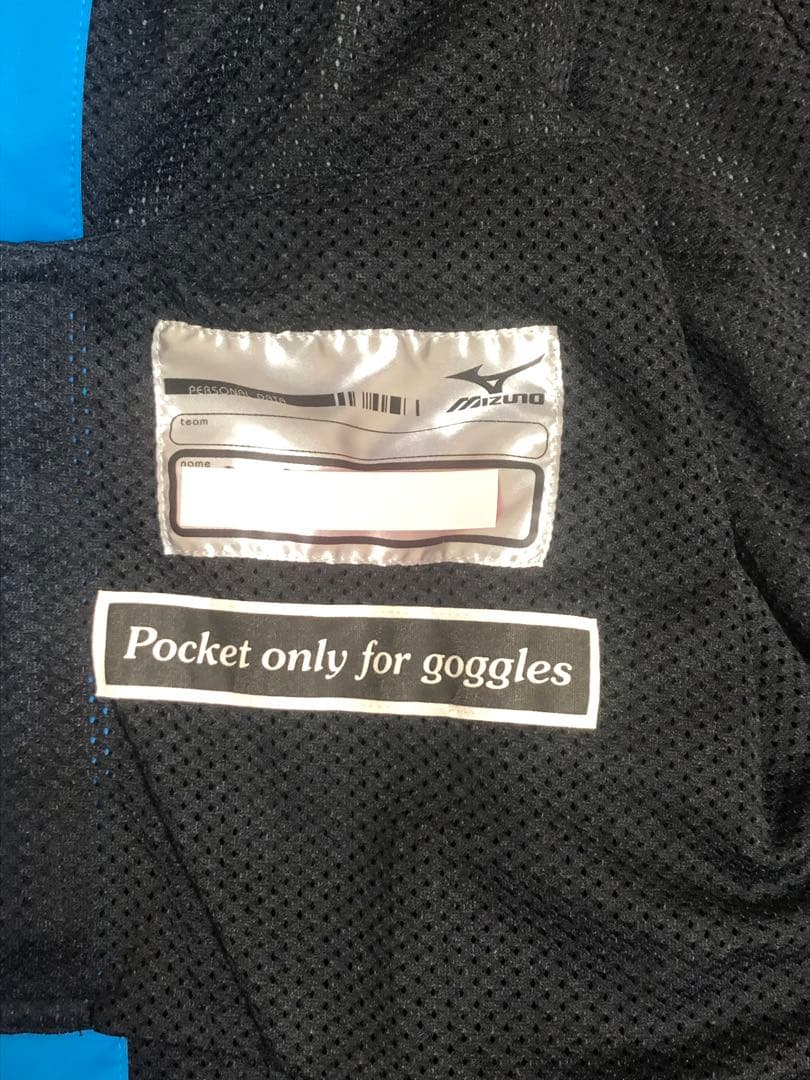 PERSONAL DATA
MIZUNO
team
name
Pocket only for goggles